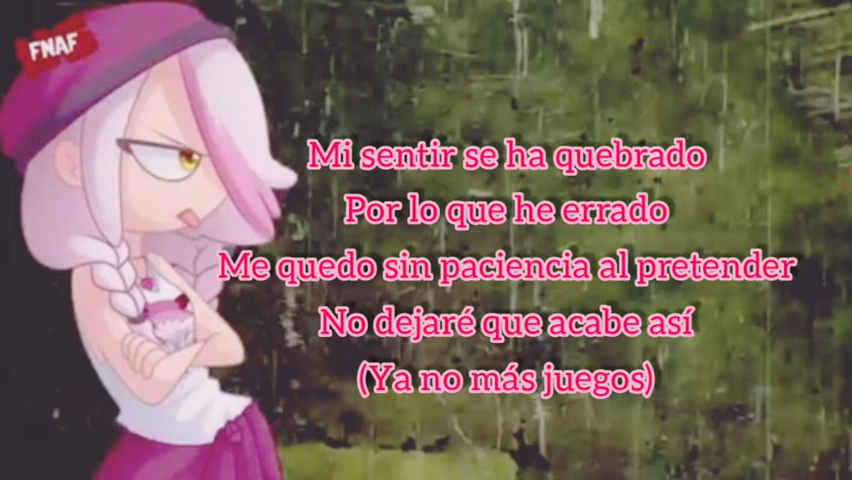 FNAF
Mi sentir se ha quebrado
Por lo que he errado
Me quedo sin paciencia al pretender
No dejaré que acabe así
(Ya no más juegos)